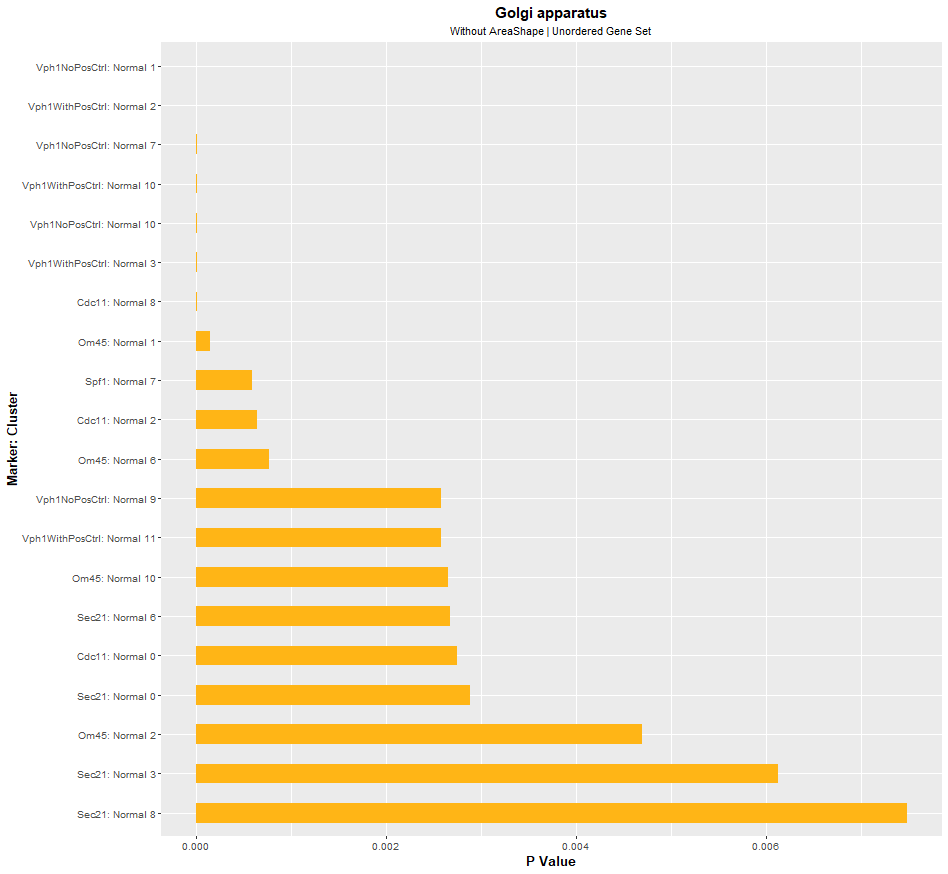 Golgi apparatus
Without AreaShape | Unordered Gene Set
Marker: Cluster
Vph1NoPosCtrl: Normal 1
Vph1WithPosCtrl: Normal 2
Vph1NoPosCtrl: Normal 7
Vph1WithPosCtrl: Normal 10
Vph1NoPosCtrl: Normal 10
Vph1WithPosCtrl: Normal 3
Cdc11: Normal 8
Om45: Normal 1
Spf1: Normal 7
Cdc11: Normal 2
Om45: Normal 6
Vph1NoPosCtrl: Normal 9
Vph1WithPosCtrl: Normal 11
Om45: Normal 10
Sec21: Normal 6
Cdc11: Normal 0
Sec21: Normal 0
Om45: Normal 2
Sec21: Normal 3
Sec21: Normal 8
0.000 0.002 0.004 0.006
P Value